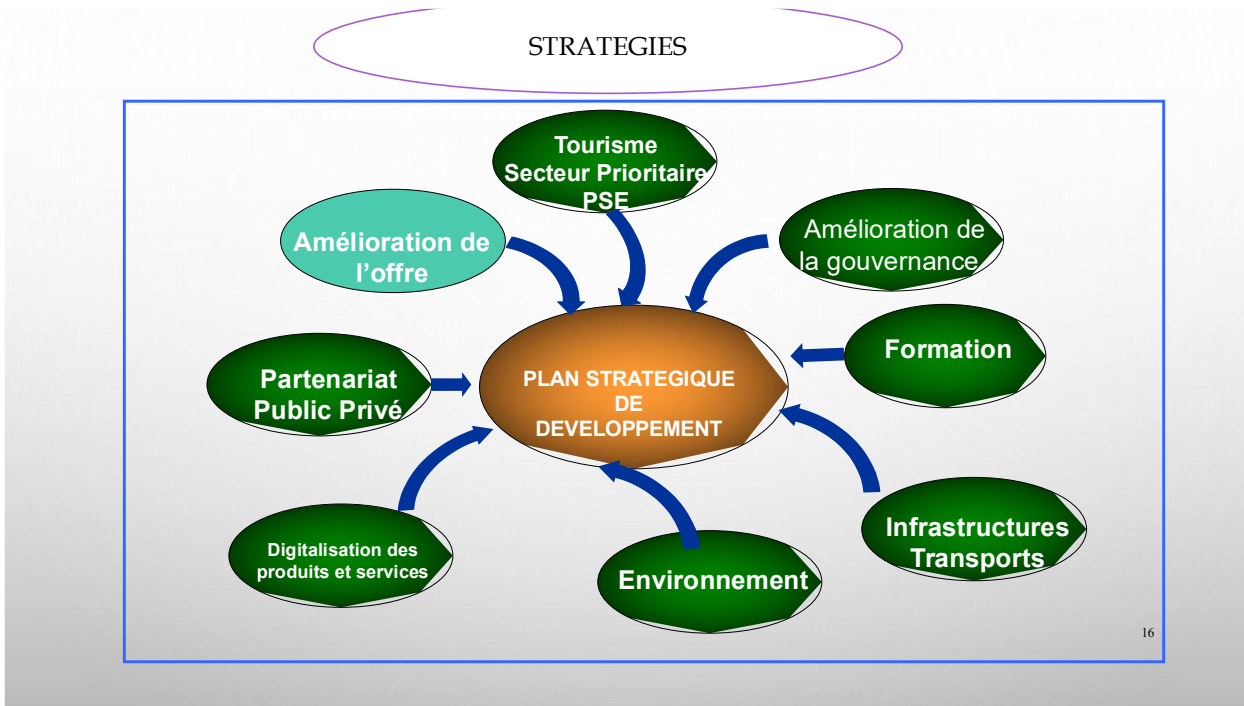 STRATEGIES
Tourisme
Secteur Prioritaire
PSE
Amélioration de
l’offre
Amélioration de
la gouvernance
Formation
Partenariat
Public Privé
PLAN STRATEGIQUE
DE
DEVELOPPEMENT
Digitalisation des
produits et services
Environnement
Infrastructures
Transports
16